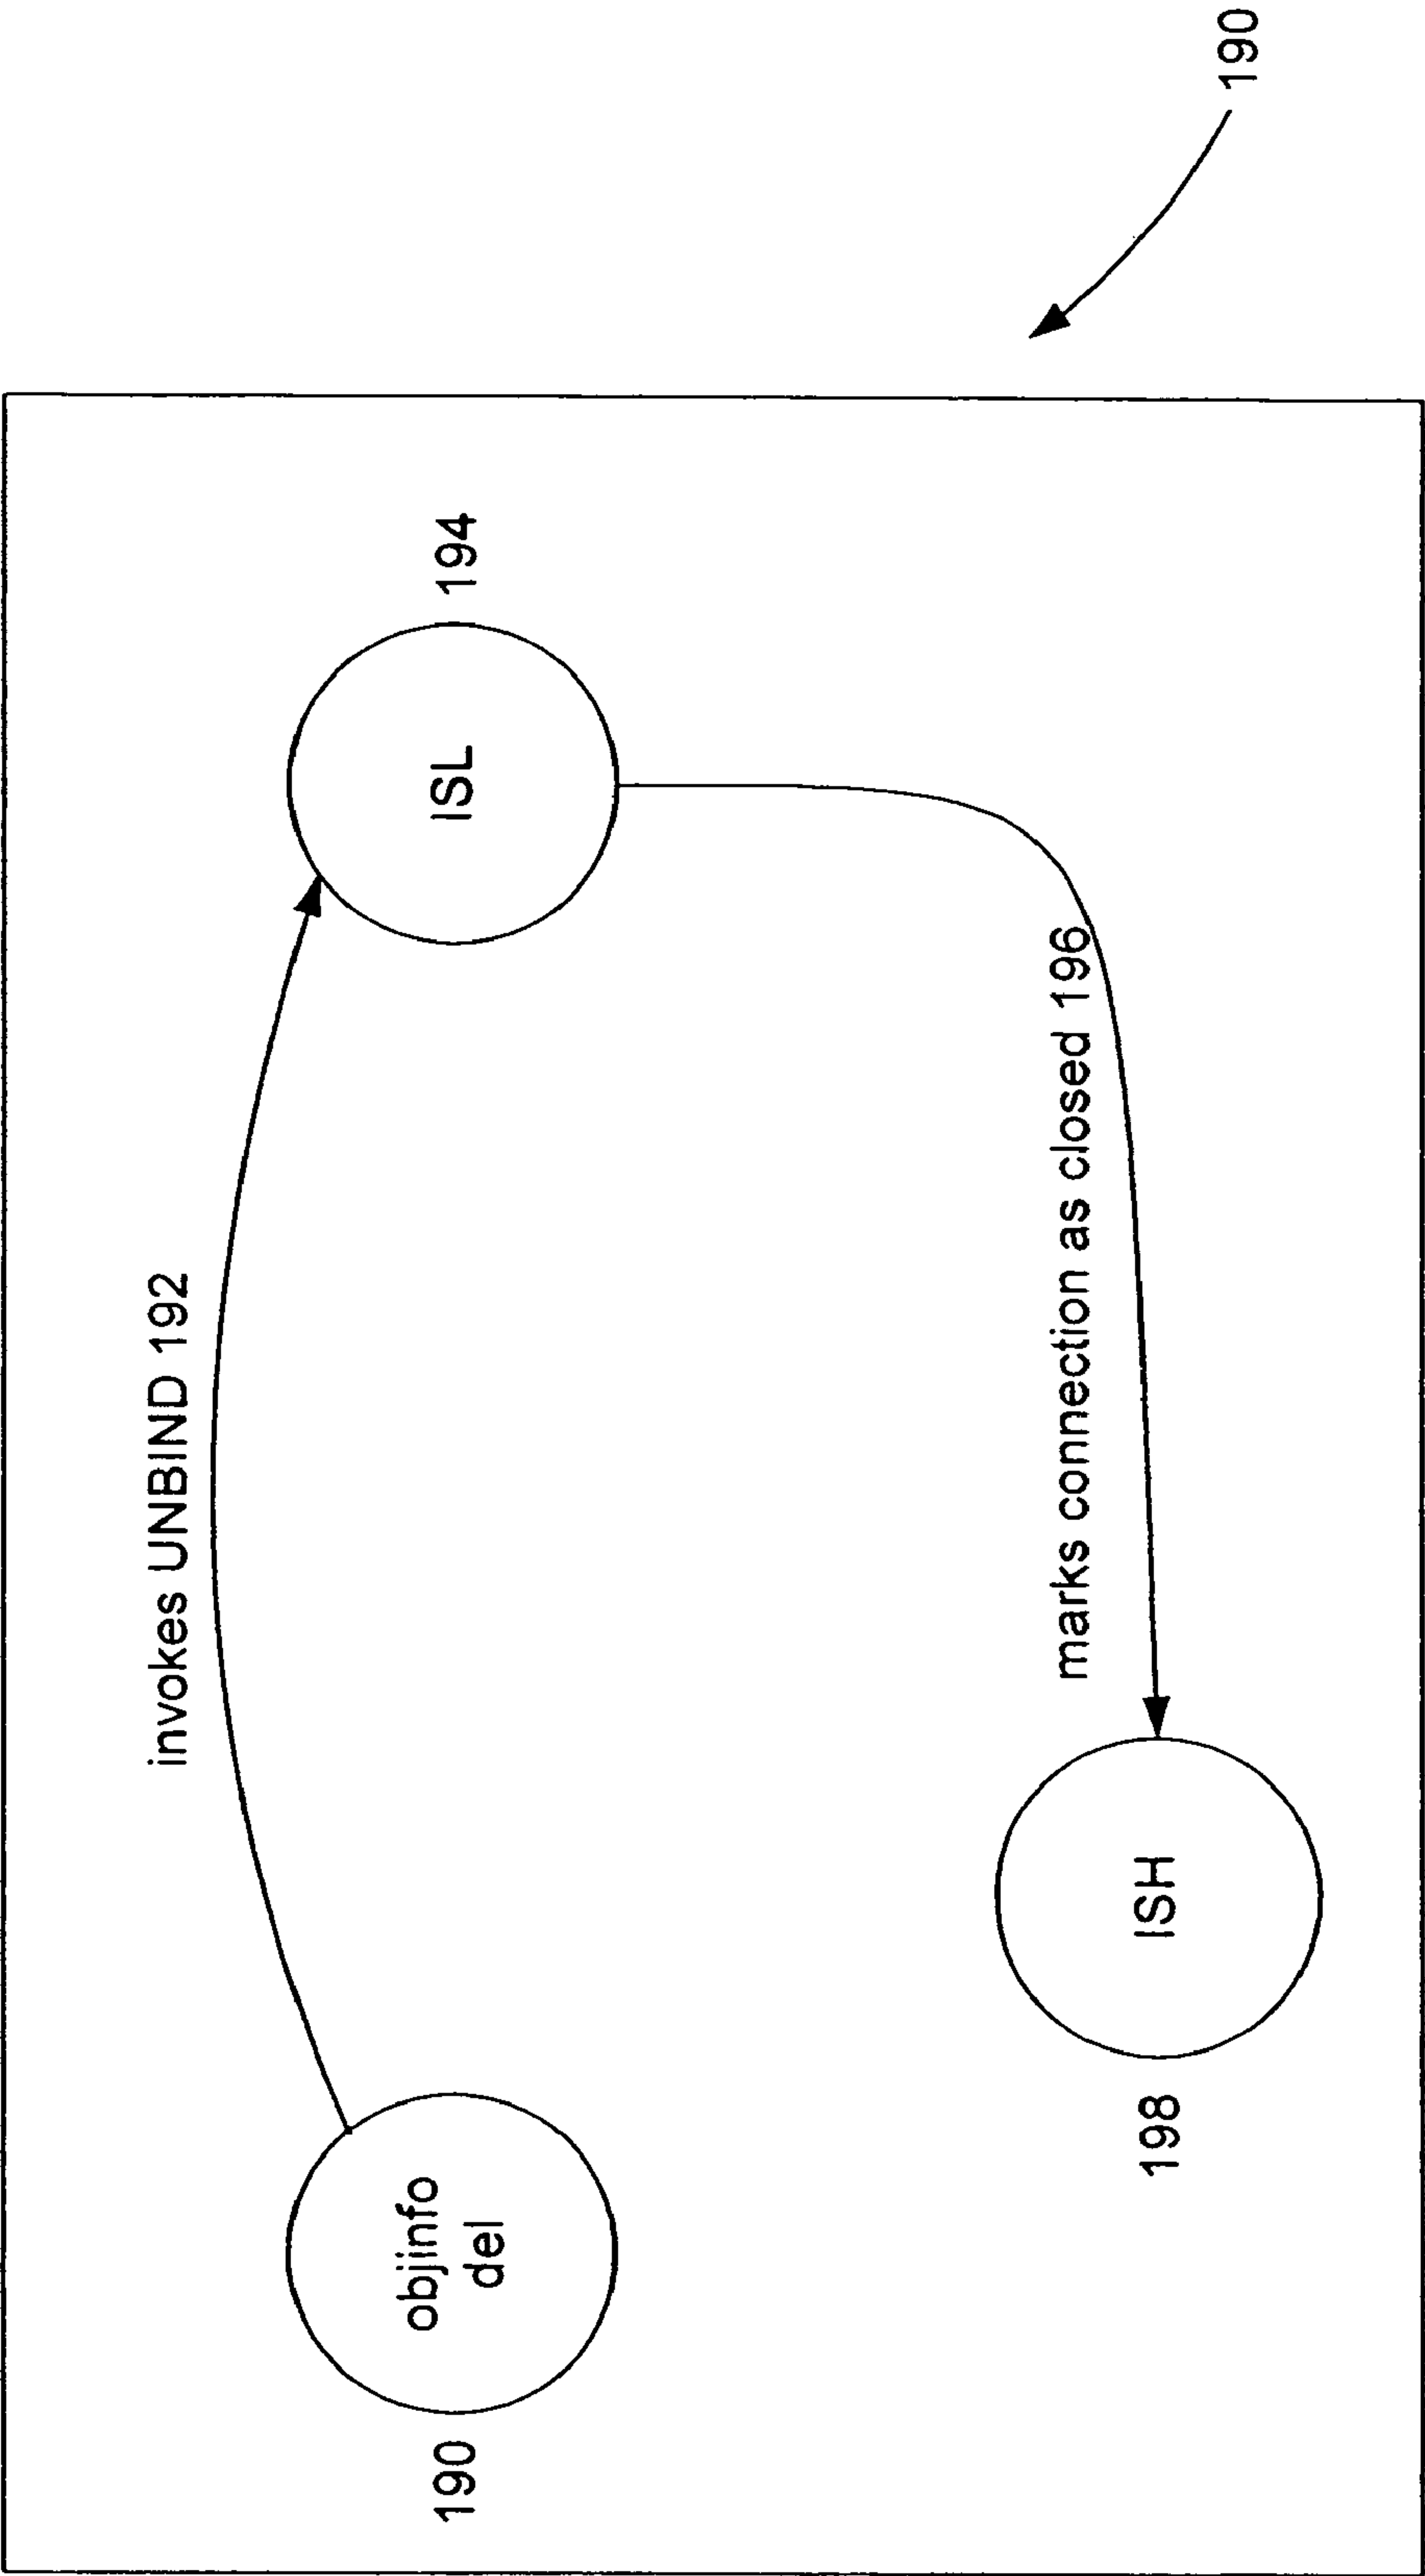 invokes UNBIND 192
objinfo
del
190
ISL
194
marks connection as closed 196
ISH
198
190